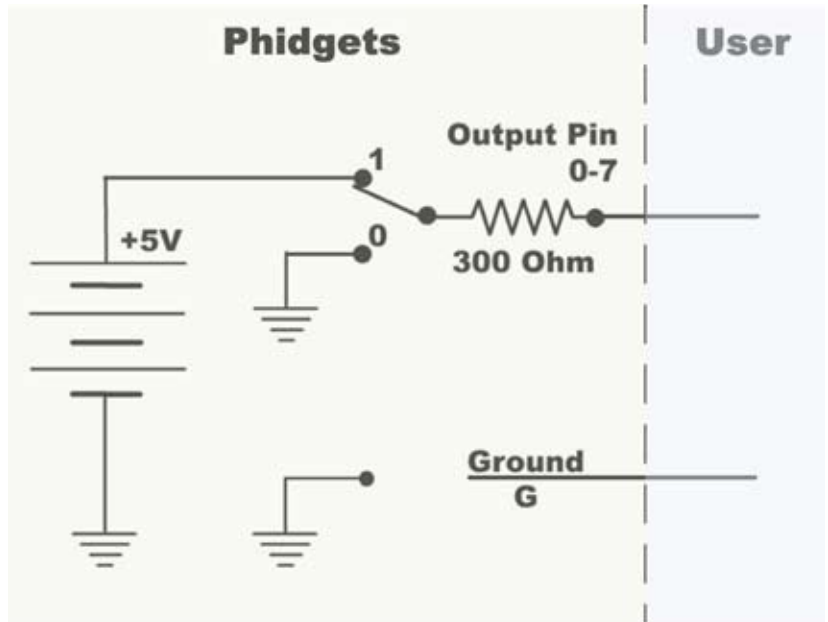 Phidgets
User
Output Pin
0-7
1
+5V
0
300 Ohm
Ground
G